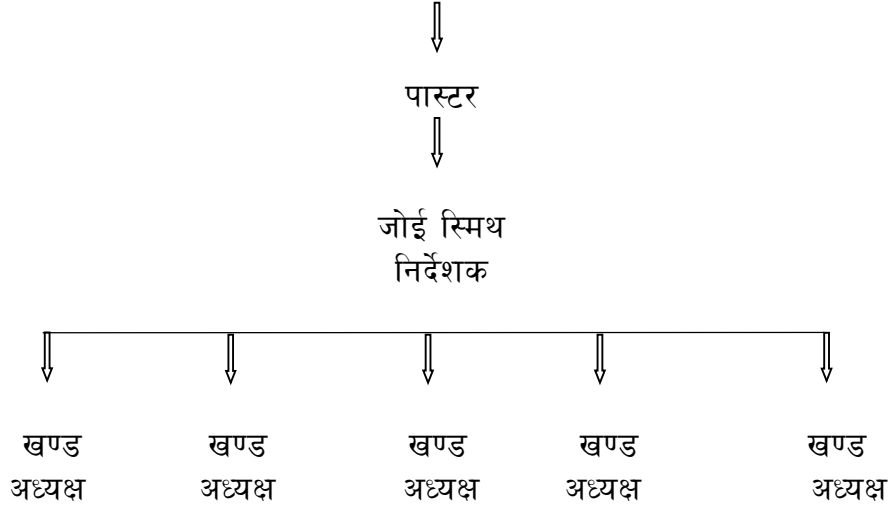 पास्टर
जोई स्मिथ
निर्देशक
खण्ड खण्ड खण्ड खण्ड खण्ड
अध्यक्ष अध्यक्ष अध्यक्ष अध्यक्ष अध्यक्ष